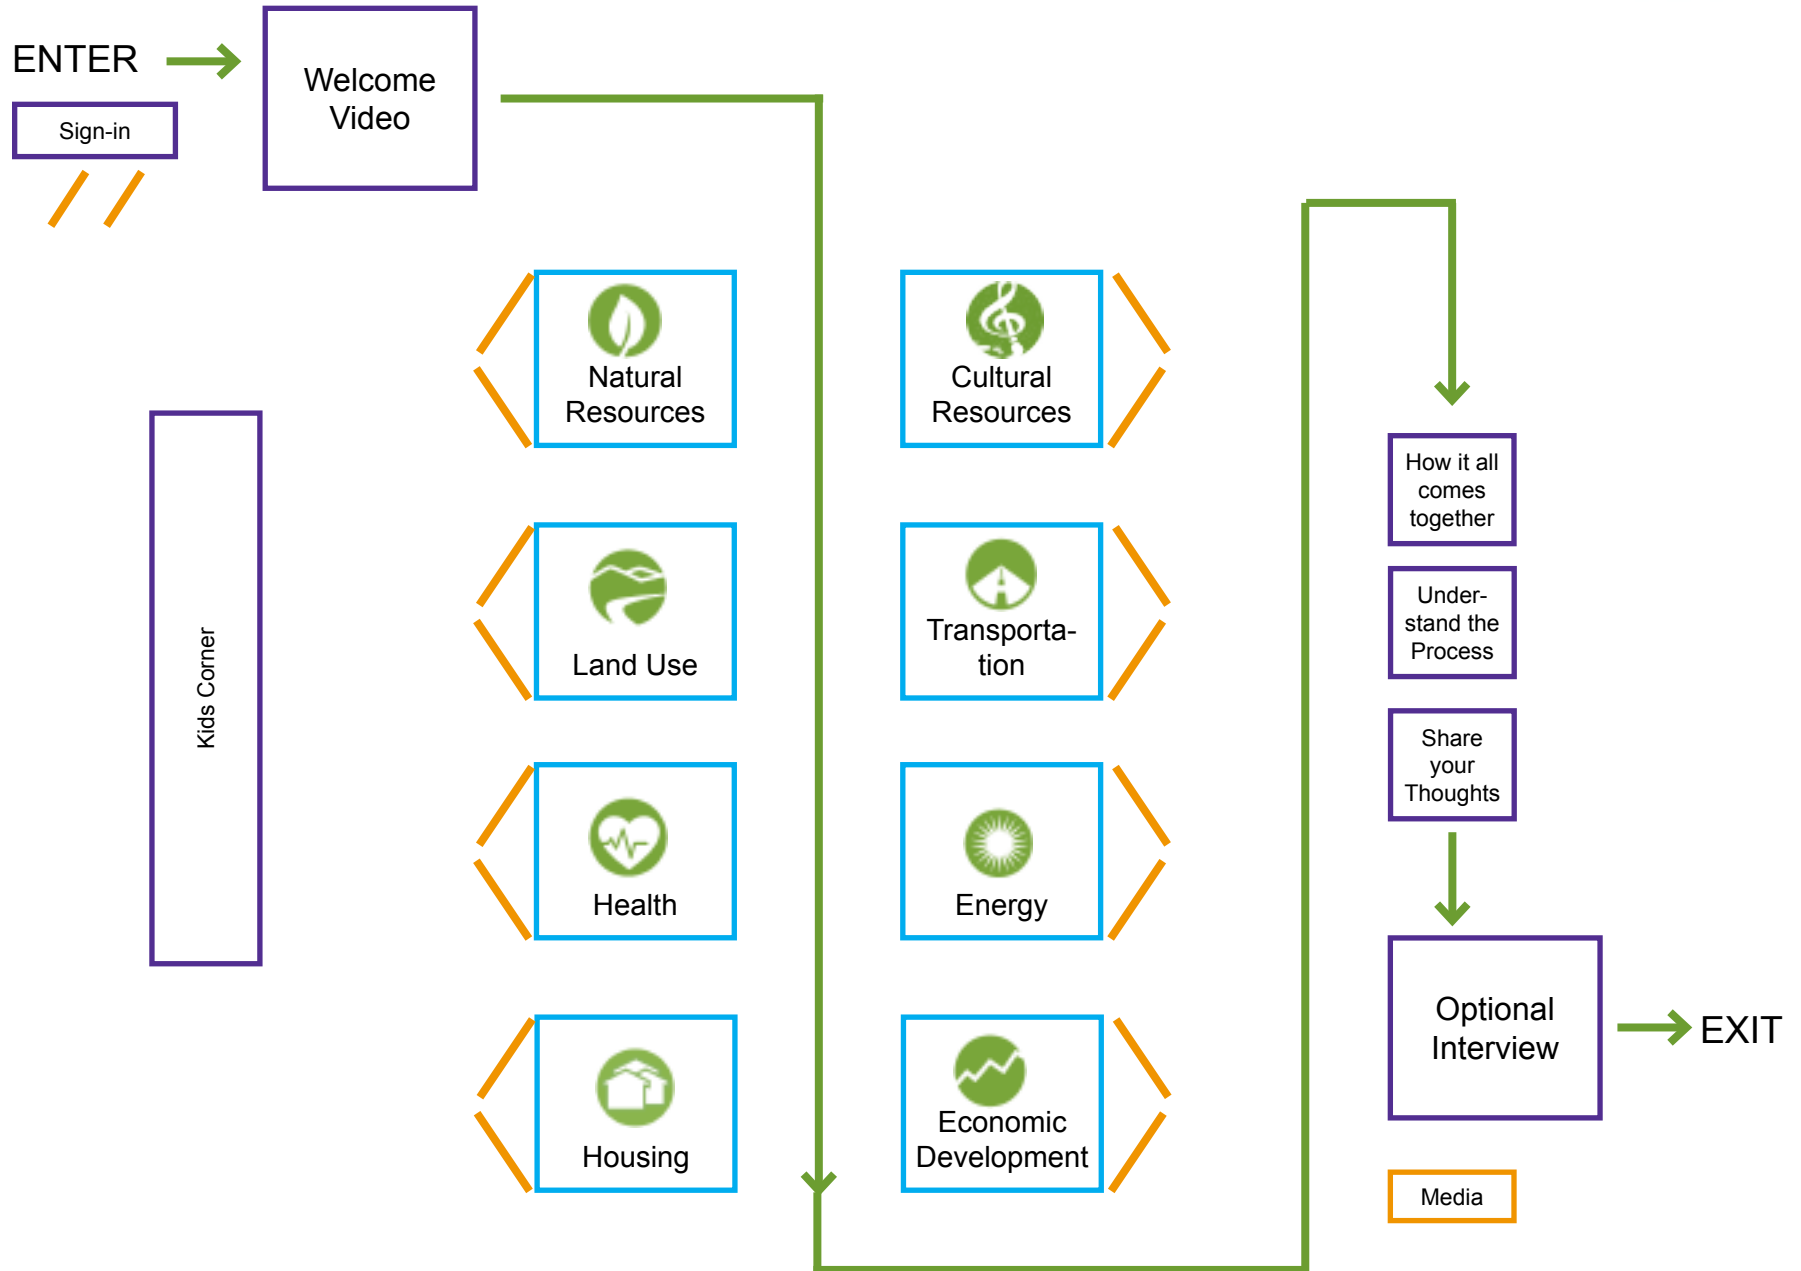 ENTER
Sign-in
Welcome
Video
Natural
Resources
Cultural
Resources
Land Use
Transporta-
tion
Health
Energy
Housing
Economic
Development
Kids Corner
How it all
comes
together
Under-
stand the
Process
Share
your
Thoughts
Optional
Interview
EXIT
Media